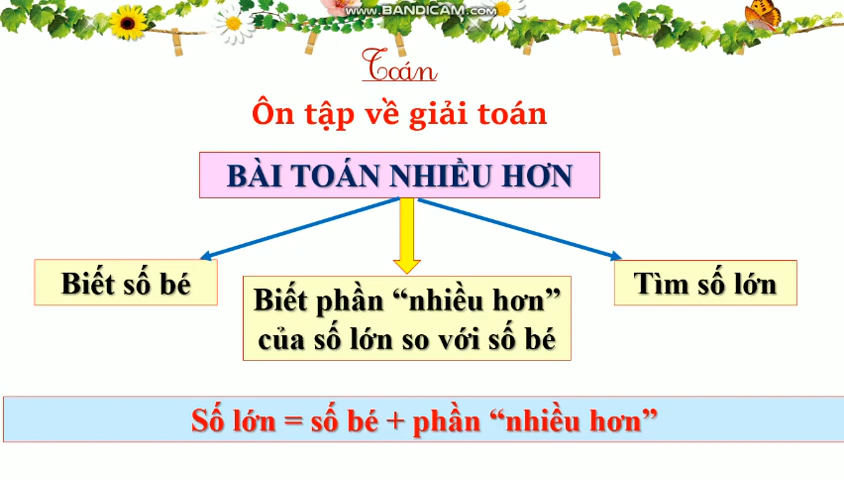 www.BANDICAM.com
Toán
Ôn tập về giải toán
BÀI TOÁN NHIỀU HƠN
Biết số bé
Biết phần “nhiều hơn”
của số lớn so với số bé
Tìm số lớn
Số lớn = số bé + phần “nhiều hơn”